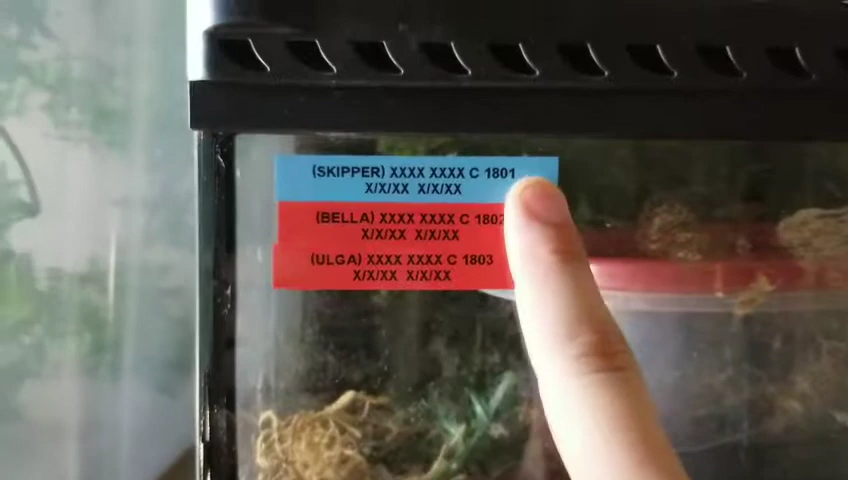 (SKIPPER) XXXX XXXX C 1801
X/X/XX X/X/XX
(BELLA) XXXX XXXX C 1802
X/X/XX X/X/XX
(ULGA) XXXX XXXX C 1803
X/X/XX X/X/XX